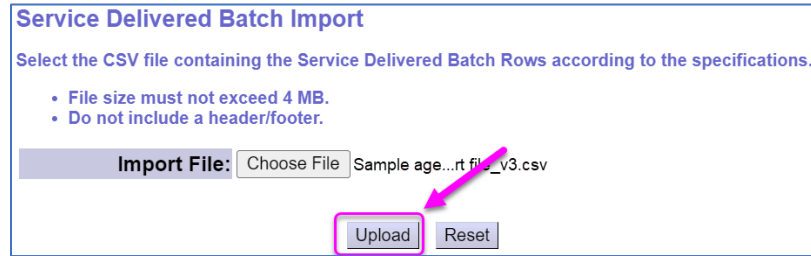 Service Delivered Batch Import
Select the CSV file containing the Service Delivered Batch Rows according to the specifications.
• File size must not exceed 4 MB.
• Do not include a header/footer.
Import File: Choose File Sample age...rt file_v3.csv
Upload Reset